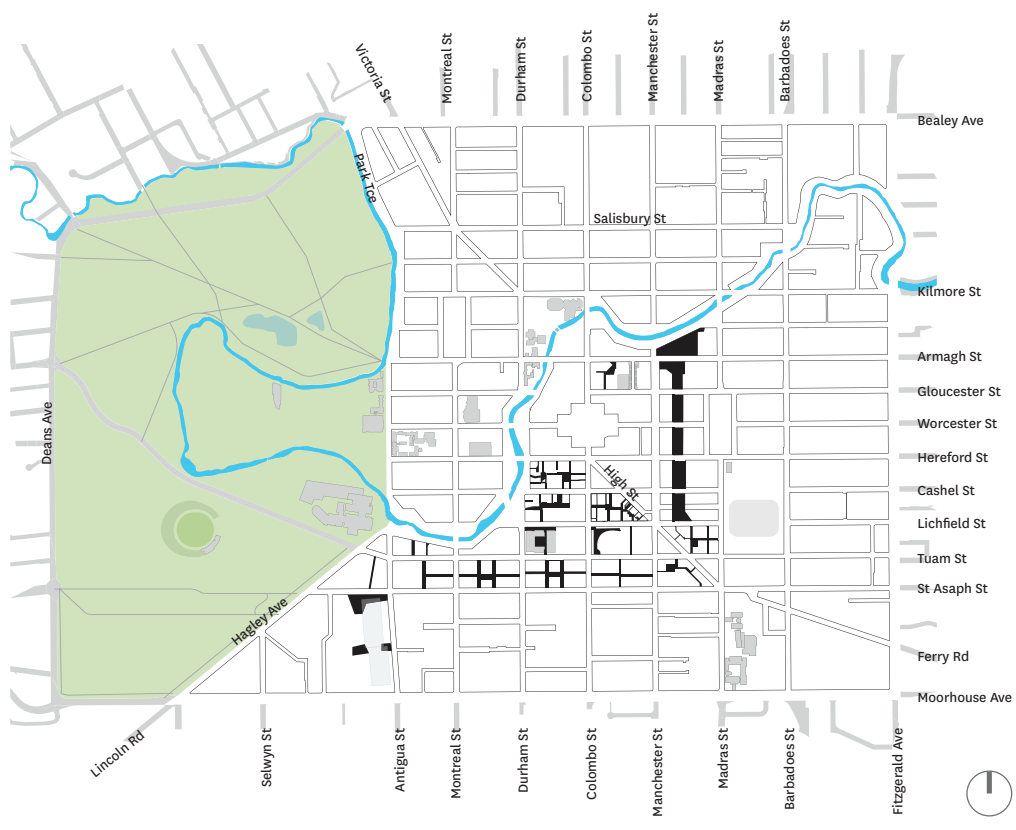 Victoria St
Montreal St
Durham St
Colombo St
Manchester St
Madras St
Barbadoes St
Bealey Ave
Park Tce
Salisbury St
Kilmore St
Armagh St
Gloucester St
Worcester St
Deans Ave
Hereford St
High St
Cashel St
Lichfield St
Tuam St
St Asaph St
Hagley Ave
Ferry Rd
Moorhouse Ave
Lincoln Rd
Selwyn St
Antigua St
Montreal St
Durham St
Colombo St
Manchester St
Madras St
Barbadoes St
Fitzgerald Ave